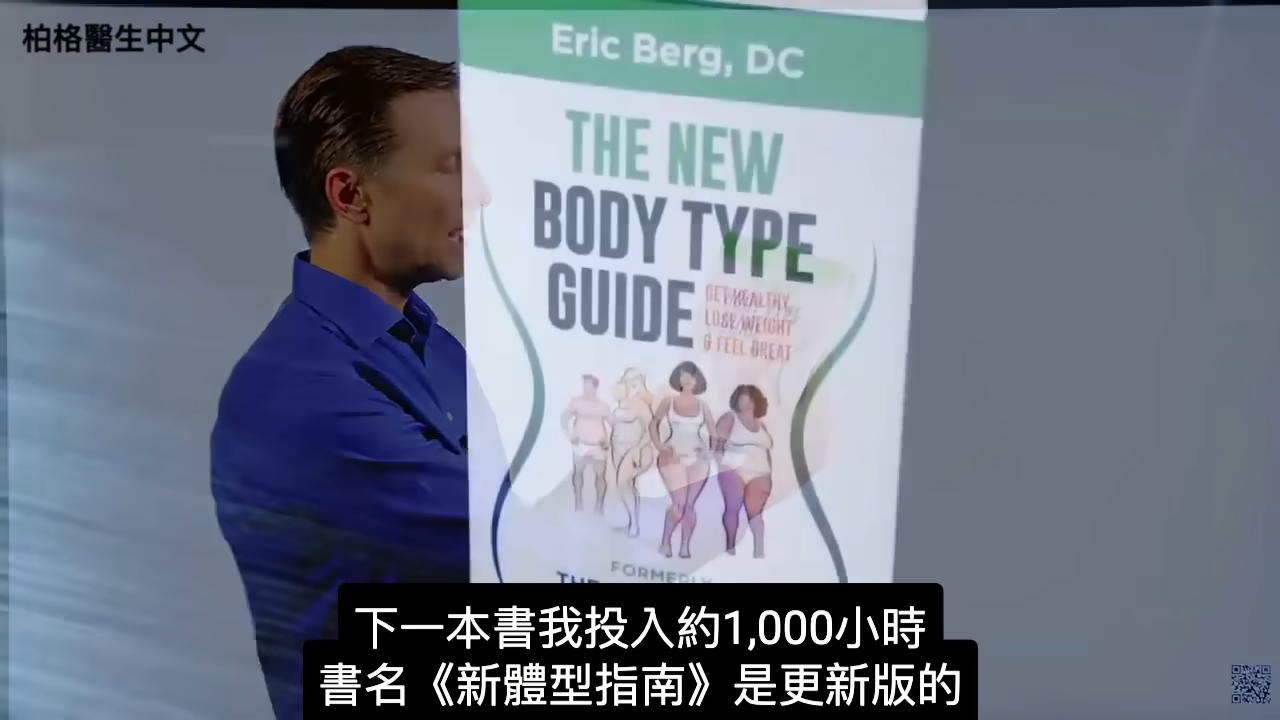 柏格醫生中文
Eric Berg, DC
THE NEW
BODY TYPE
GUIDE
GET HEALTHY,
LOSE WEIGHT
& FEEL GREAT
FORMERLY
下一本書我投入約1,000小時
書名《新體型指南》是更新版的